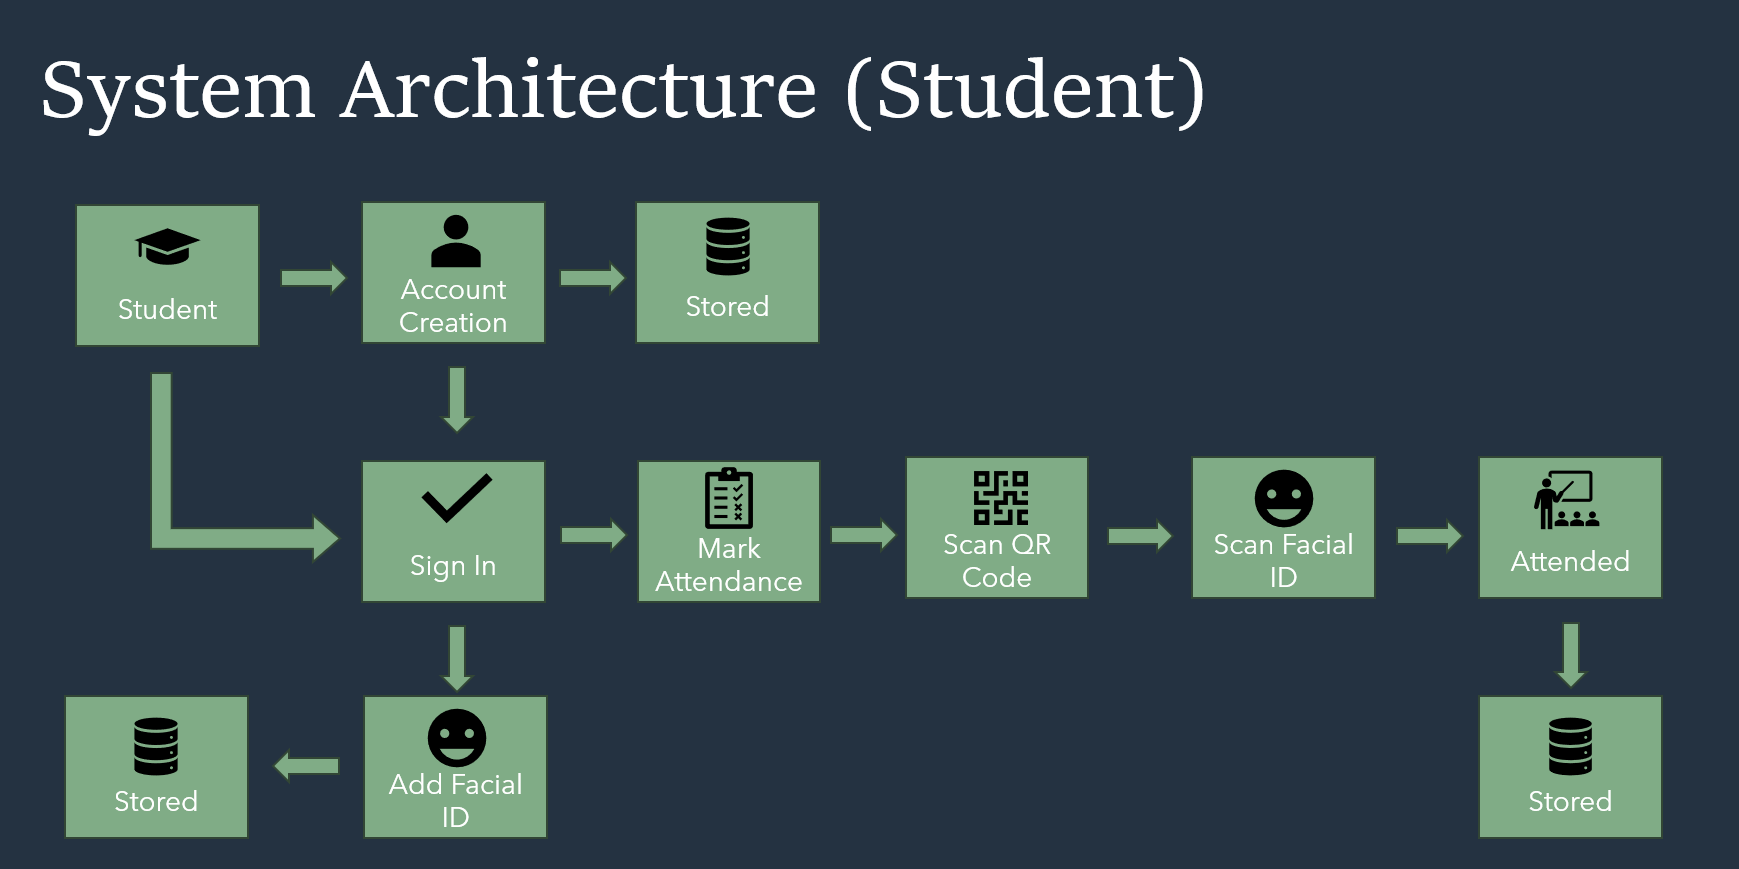 System Architecture (Student)
Student
Account
Creation
Stored
Sign In
Mark
Attendance
Scan QR
Code
Scan Facial
ID
Attended
Stored
Add Facial
ID
Stored